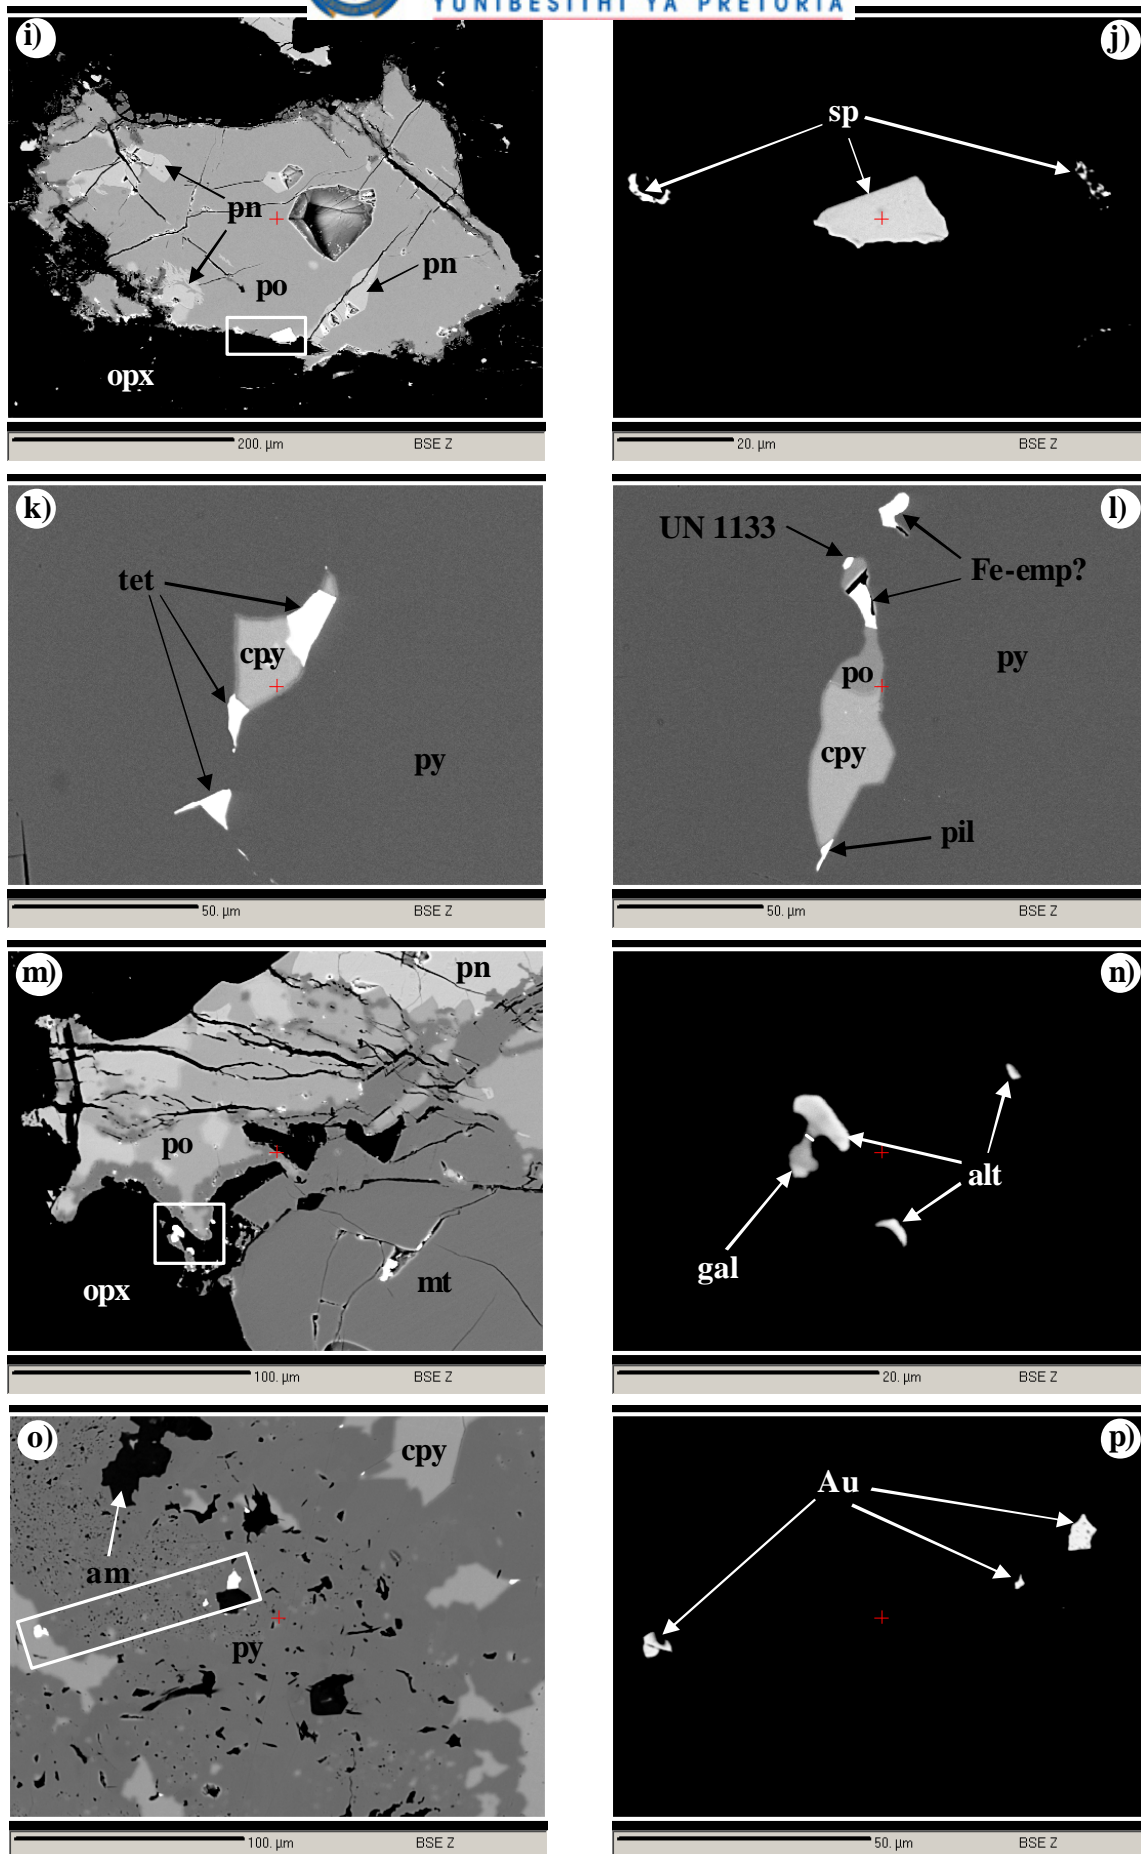 YUNIBESITHI YA PRETORIA
i)
pn
po
pn
opx
200. µm BSE Z
j)
sp
20. µm BSE Z
k)
tet
cpy
py
50. µm BSE Z
l)
UN 1133
Fe-emp?
po
py
cpy
pil
50. µm BSE Z
m)
pn
po
opx
mt
100. µm BSE Z
n)
alt
gal
20. µm BSE Z
o)
cpy
am
py
100. µm BSE Z
p)
Au
50. µm BSE Z